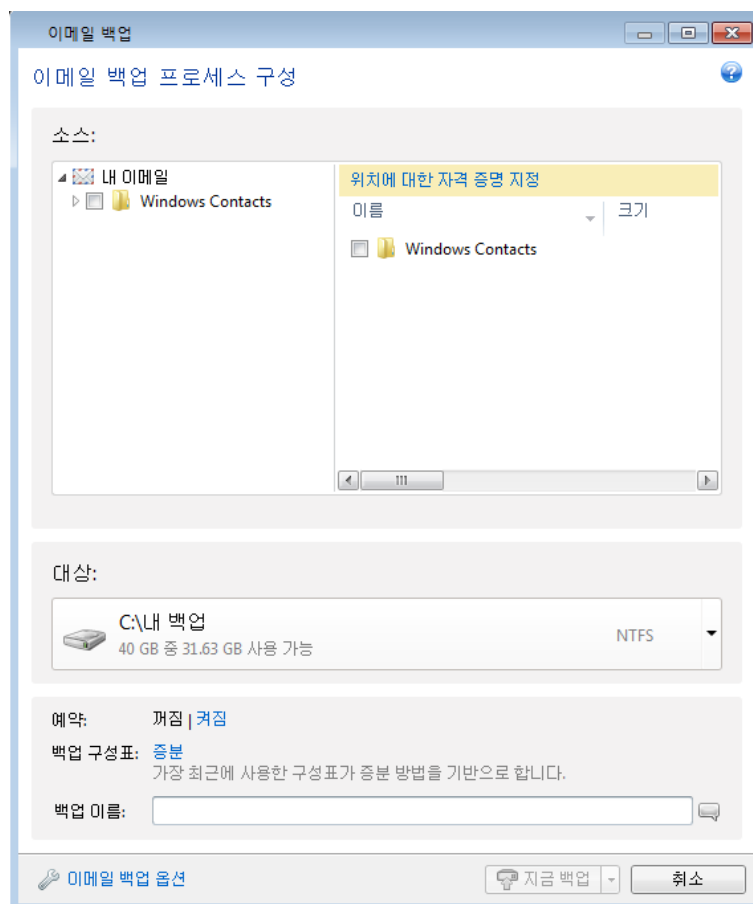 이메일 백업
이메일 백업 프로세스 구성
소스:
내 이메일
Windows Contacts
위치에 대한 자격 증명 지정
이름 크기
Windows Contacts
대상:
C:\내 백업
40 GB 중 31.63 GB 사용 가능
NTFS
예약: 꺼짐 | 켜짐
백업 구성표: 증분
가장 최근에 사용한 구성표가 증분 방법을 기반으로 합니다.
백업 이름:
이메일 백업 옵션
지금 백업
취소